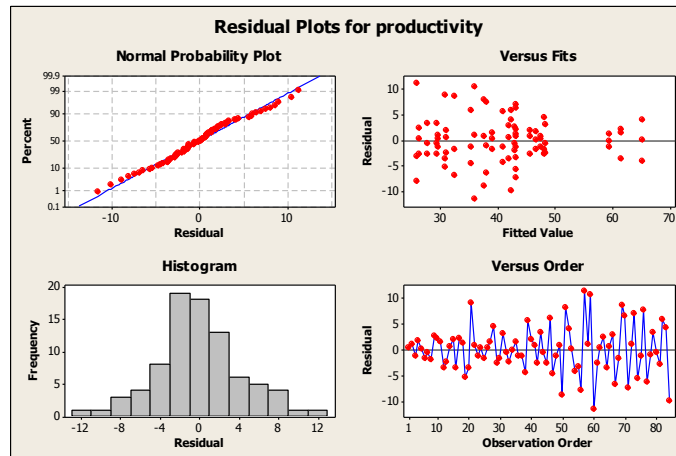 Residual Plots for productivity
Normal Probability Plot
99.9
99
90
50
10
1
0.1
Percent
-10 0 10
Residual
Versus Fits
10
5
0
-5
-10
Residual
30 40 50 60 70
Fitted Value
Histogram
20
15
10
5
0
Frequency
-12 -8 -4 0 4 8 12
Residual
Versus Order
10
5
0
-5
-10
Residual
1 10 20 30 40 50 60 70 80
Observation Order